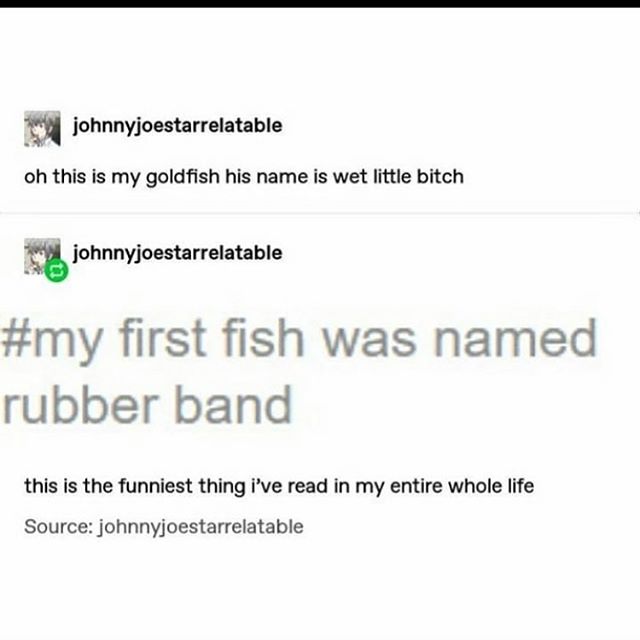 johnnyjoestarrelatable
oh this is my goldfish his name is wet little bitch
johnnyjoestarrelatable
#my first fish was named
rubber band
this is the funniest thing i've read in my entire whole life
Source: johnnyjoestarrelatable